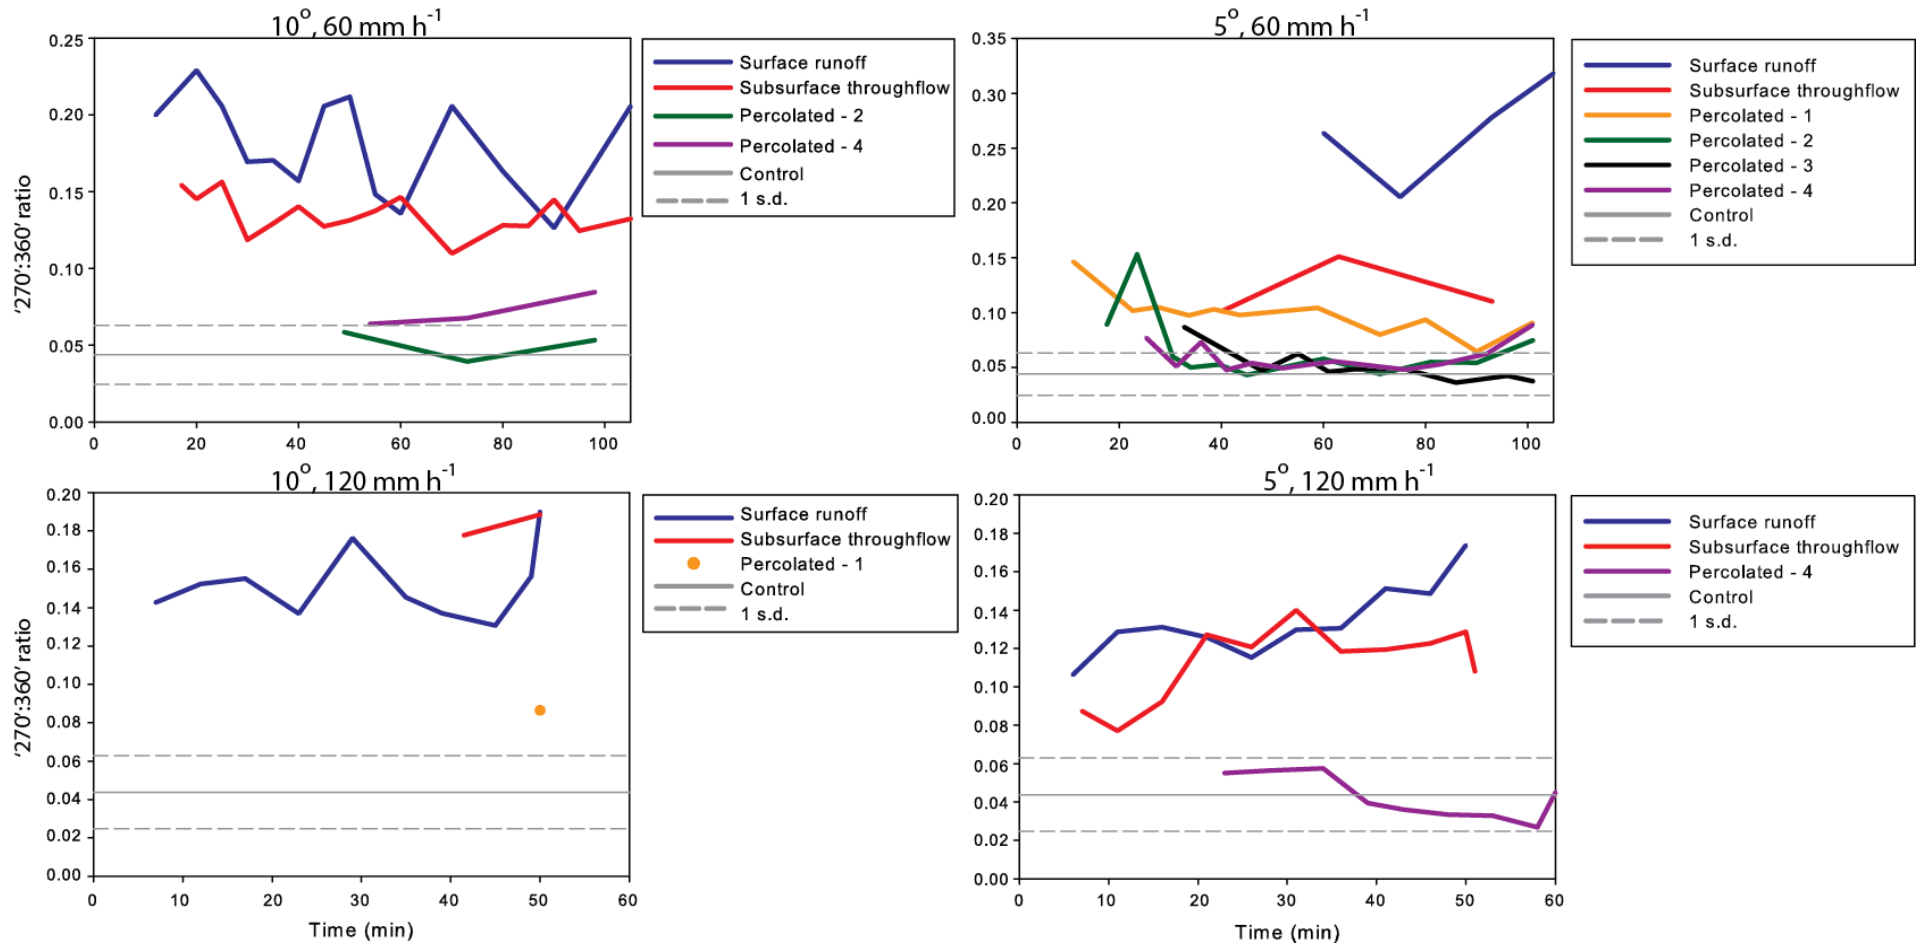 10°, 60 mm h⁻¹
0.25
0.20
0.15
0.10
0.05
0.00
'270':360' ratio
0
20
40
60
80
100
Surface runoff
Subsurface throughflow
Percolated - 2
Percolated - 4
Control
1 s.d.
5°, 60 mm h⁻¹
0.35
0.30
0.25
0.20
0.15
0.10
0.05
0.00
0
20
40
60
80
100
Surface runoff
Subsurface throughflow
Percolated - 1
Percolated - 2
Percolated - 3
Percolated - 4
Control
1 s.d.
10°, 120 mm h⁻¹
0.20
0.18
0.16
0.14
0.12
0.10
0.08
0.06
0.04
0.02
0.00
'270':360' ratio
0
10
20
30
40
50
60
Time (min)
Surface runoff
Subsurface throughflow
Percolated - 1
Control
1 s.d.
5°, 120 mm h⁻¹
0.20
0.18
0.16
0.14
0.12
0.10
0.08
0.06
0.04
0.02
0.00
0
10
20
30
40
50
60
Time (min)
Surface runoff
Subsurface throughflow
Percolated - 4
Control
1 s.d.